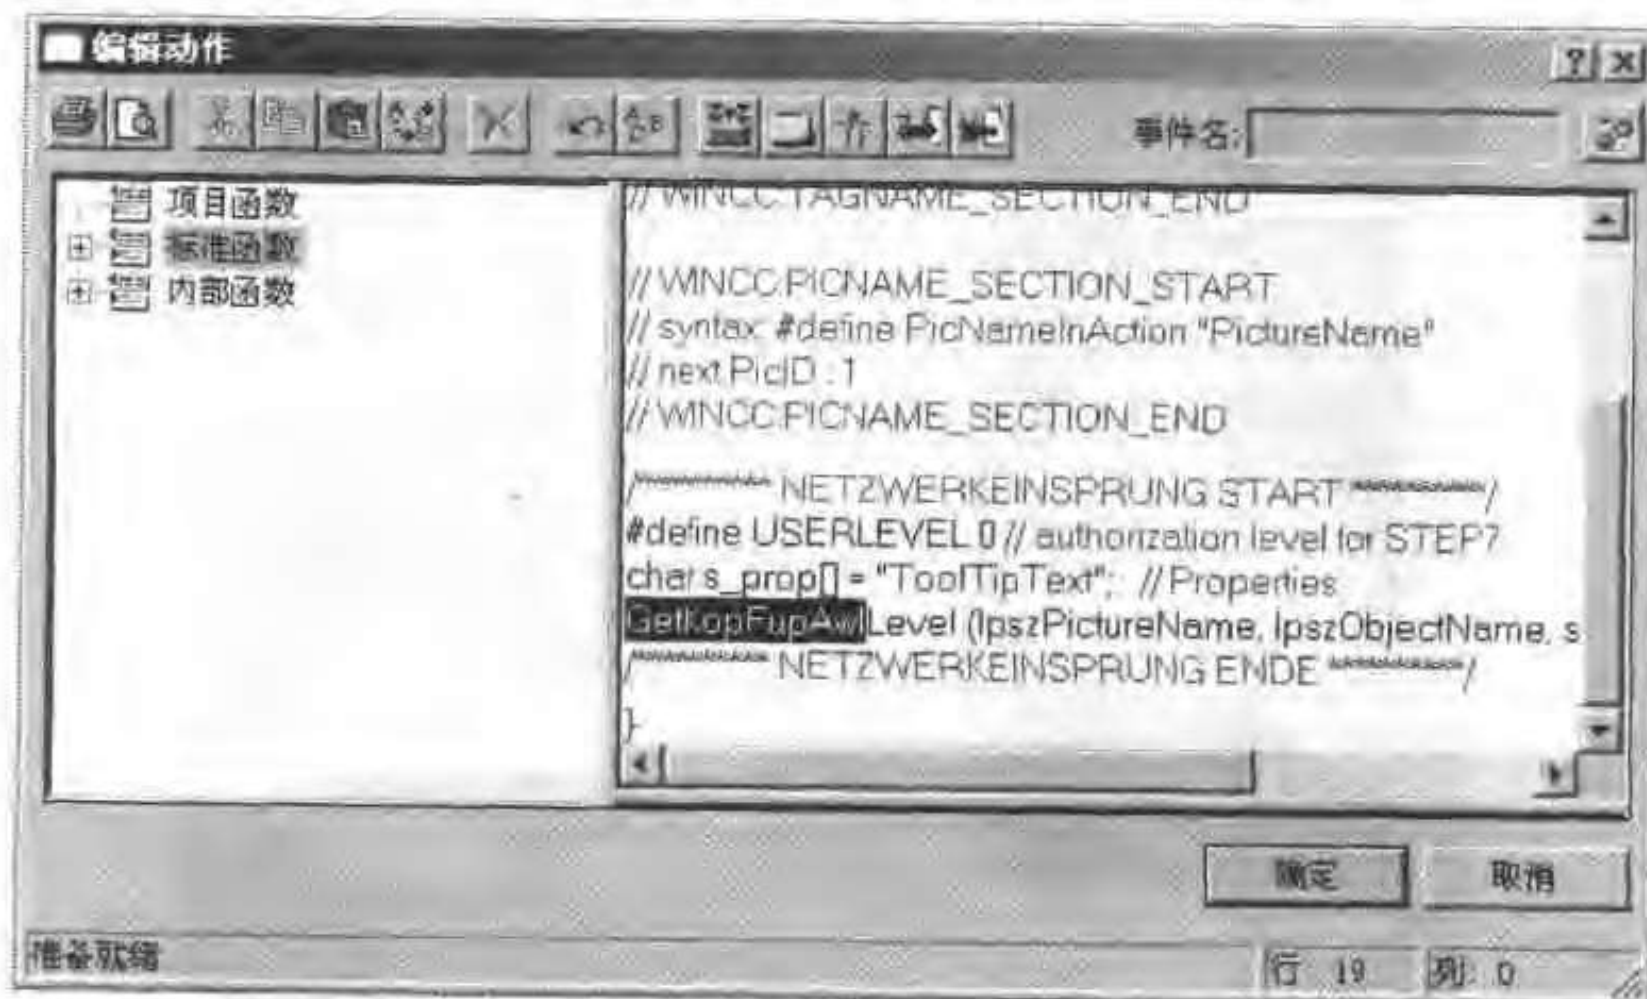 编辑动作
事件名:
项目函数
标准函数
内部函数
// WINCC:TAGNAME_SECTION_END
// WINCC:PICNAME_SECTION_START
// syntax: #define PicNameInAction "PictureName"
// next PicID : 1
// WINCC:PICNAME_SECTION_END
/*********** NETZWERKEINSPRUNG START ***********/
#define USERLEVEL 0 // authorization level for STEP7
char s_prop[] = "ToolTipText"; // Properties
GetKopFupAwlLevel (lpszPictureName, lpszObjectName, s
/*********** NETZWERKEINSPRUNG ENDE ***********/
}
确定
取消
准备就绪
行: 19
列: 0